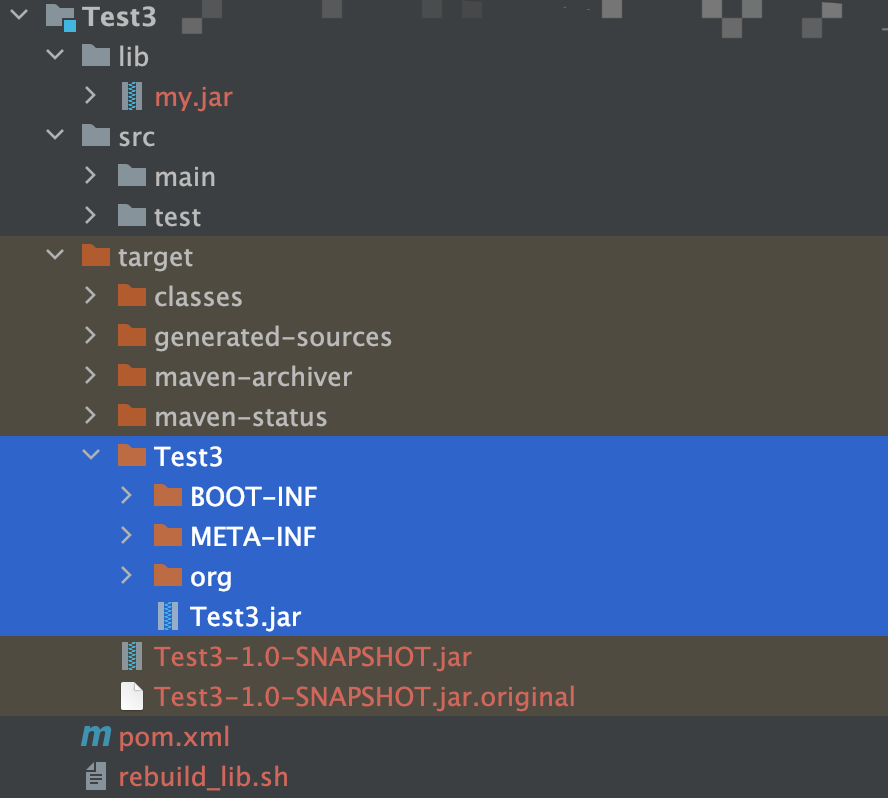 Test3
lib
my.jar
src
main
test
target
classes
generated-sources
maven-archiver
maven-status
Test3
BOOT-INF
META-INF
org
Test3.jar
Test3-1.0-SNAPSHOT.jar
Test3-1.0-SNAPSHOT.jar.original
pom.xml
rebuild_lib.sh